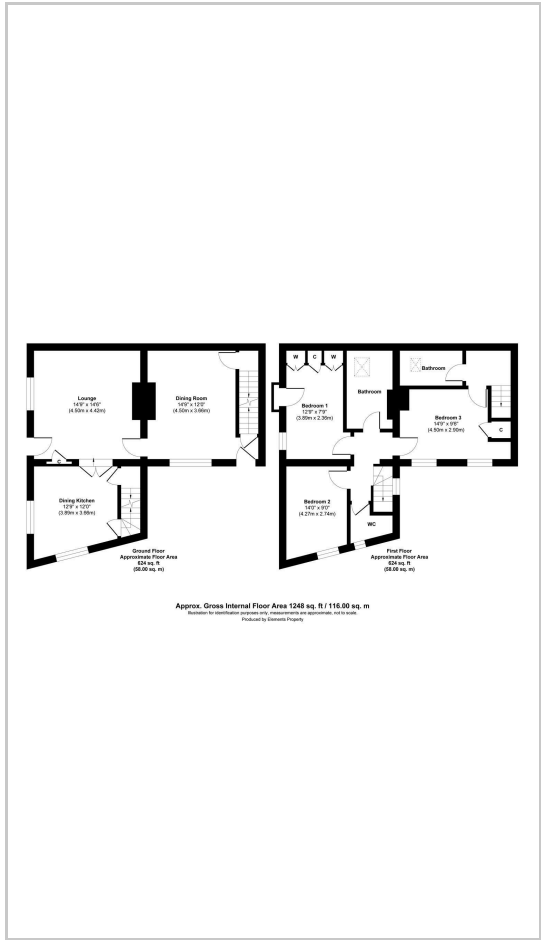 Lounge
14'9" x 14'6"
(4.50m x 4.42m)
Dining Room
14'9" x 12'0"
(4.50m x 3.66m)
C
Dining Kitchen
12'9" x 12'0"
(3.89m x 3.66m)
Ground Floor
Approximate Floor Area
624 sq. ft
(58.00 sq. m)
W
C
W
Bedroom 1
12'9" x 7'9"
(3.89m x 2.36m)
Bathroom
Bathroom
Bedroom 3
14'9" x 9'6"
(4.50m x 2.90m)
C
Bedroom 2
14'0" x 9'0"
(4.27m x 2.74m)
WC
First Floor
Approximate Floor Area
624 sq. ft
(58.00 sq. m)
Approx. Gross Internal Floor Area 1248 sq. ft / 116.00 sq. m
Illustration for identification purposes only, measurements are approximate, not to scale.
Produced by Elements Property